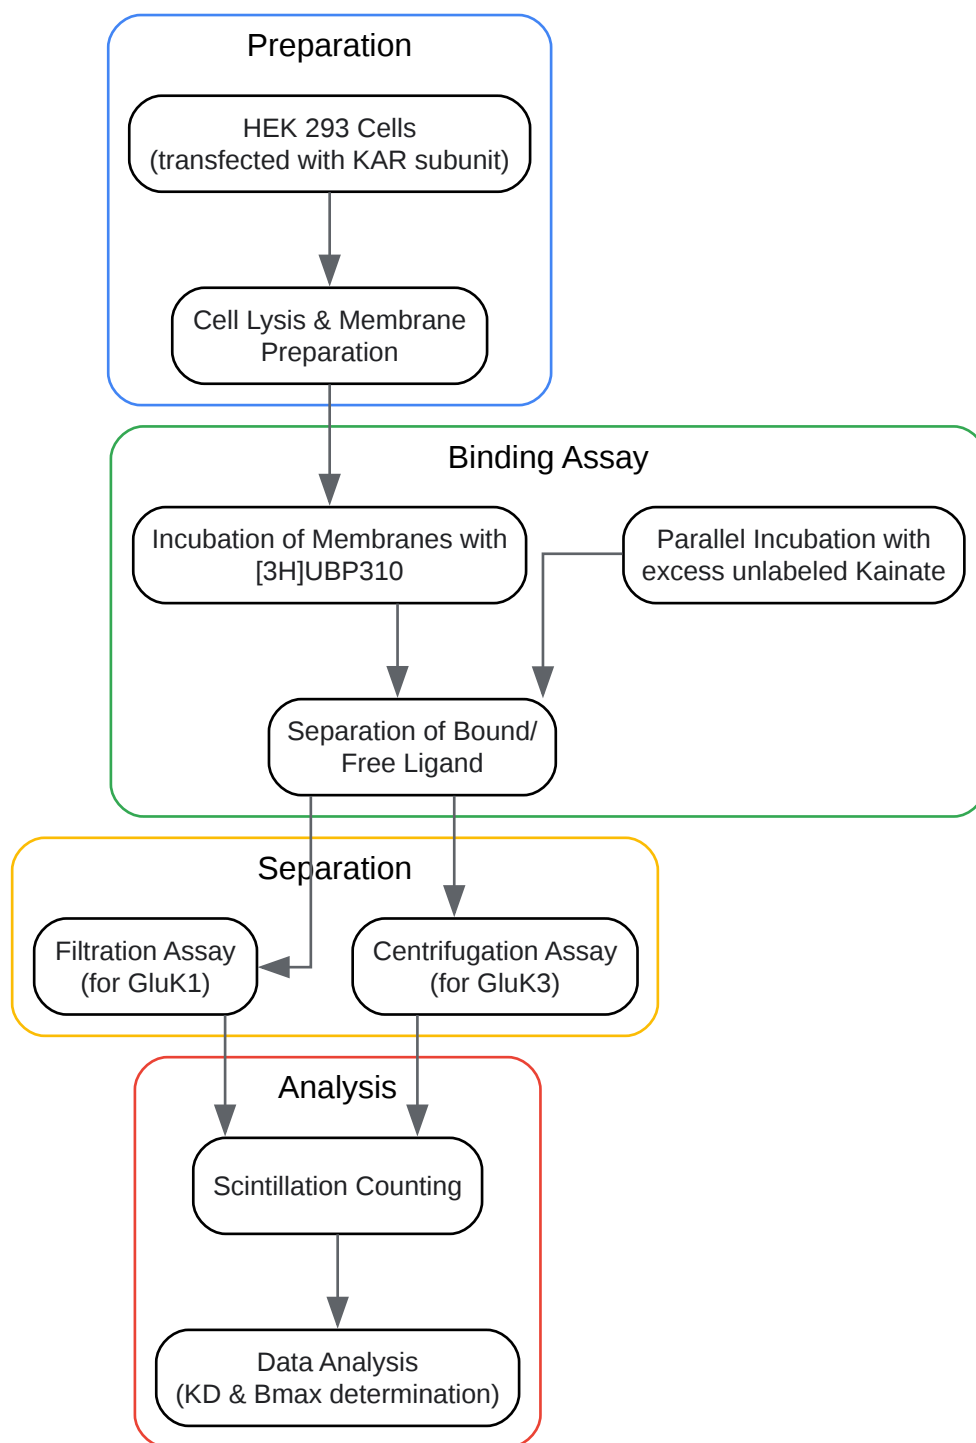 Preparation
HEK 293 Cells
(transfected with KAR subunit)
Cell Lysis & Membrane
Preparation
Binding Assay
Incubation of Membranes with
[3H]UBP310
Parallel Incubation with
excess unlabeled Kainate
Separation of Bound/
Free Ligand
Separation
Filtration Assay
(for GluK1)
Centrifugation Assay
(for GluK3)
Analysis
Scintillation Counting
Data Analysis
(KD & Bmax determination)